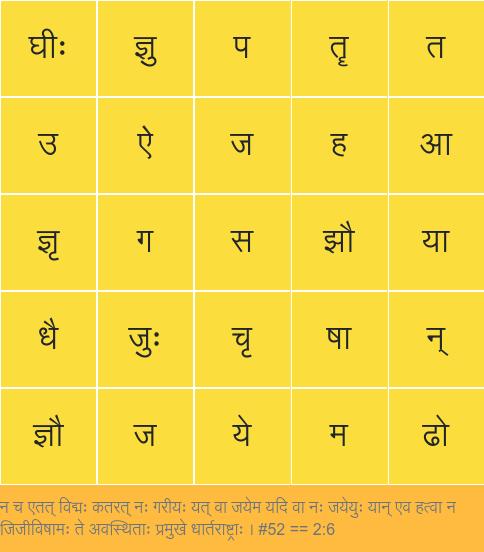 घीः ज्ञु प तॄ त
उ ऐ ज ह आ
ज्ञृ ग स झौ या
धै जुः चृ षा न्
ज्ञौ ज ये म ढो
न च एतत् विद्मः कतरत् नः गरीयः यत् वा जयेम यदि वा नः जयेयुः यान् एव हत्वा न
जिजीविषामः ते अवस्थिताः प्रमुखे धार्तराष्ट्राः । #52 == 2:6